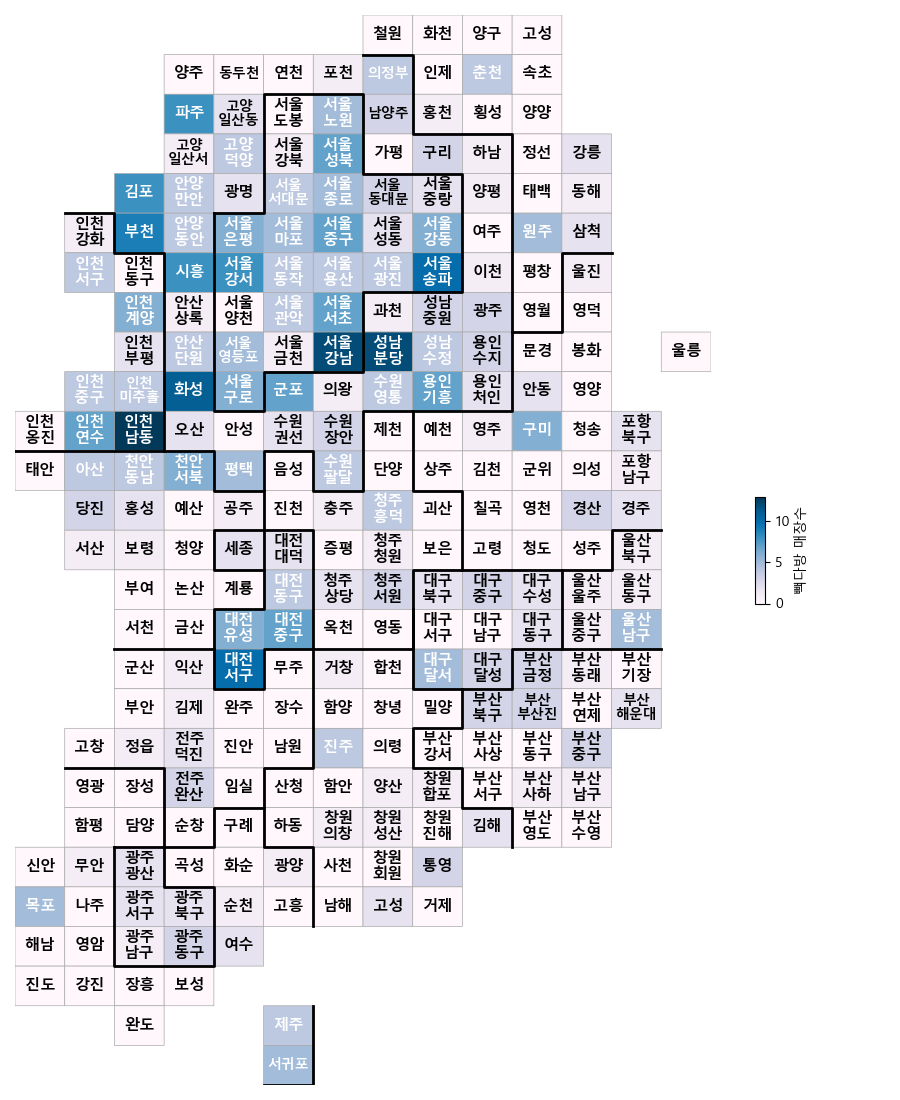 철원 화천 양구 고성
양주 동두천 연천 포천 의정부 인제 춘천 속초
파주 고양 일산동 서울 도봉 서울 노원 남양주 홍천 횡성 양양
고양 일산서 고양 덕양 서울 강북 서울 성북 가평 구리 하남 정선 강릉
김포 안양 만안 광명 서울 서대문 서울 종로 서울 동대문 서울 중랑 양평 태백 동해
인천 강화 부천 안양 동안 서울 은평 서울 마포 서울 중구 서울 성동 서울 강동 여주 원주 삼척
인천 서구 인천 동구 시흥 서울 강서 서울 동작 서울 용산 서울 광진 서울 송파 이천 평창 울진
인천 계양 안산 상록 서울 양천 서울 관악 서울 서초 과천 성남 중원 광주 영월 영덕
인천 부평 안산 단원 서울 영등포 서울 금천 서울 강남 성남 분당 성남 수정 용인 수지 문경 봉화 울릉
인천 중구 인천 미추홀 화성 서울 구로 군포 의왕 수원 영통 용인 기흥 용인 처인 안동 영양
인천 옹진 인천 연수 인천 남동 오산 안성 수원 권선 수원 장안 제천 예천 영주 구미 청송 포항 북구
태안 아산 천안 동남 천안 서북 평택 음성 수원 팔달 단양 상주 김천 군위 의성 포항 남구
당진 홍성 예산 공주 진천 충주 청주 흥덕 괴산 칠곡 영천 경산 경주
서산 보령 청양 세종 대전 대덕 증평 청주 청원 보은 고령 청도 성주 울산 북구
부여 논산 계룡 대전 동구 청주 상당 청주 서원 대구 북구 대구 중구 대구 수성 울산 울주 울산 동구
서천 금산 대전 유성 대전 중구 옥천 영동 대구 서구 대구 남구 대구 동구 울산 중구 울산 남구
군산 익산 대전 서구 무주 거창 합천 대구 달서 대구 달성 부산 금정 부산 동래 부산 기장
부안 김제 완주 장수 함양 창녕 밀양 부산 북구 부산 부산진 부산 연제 부산 해운대
고창 정읍 전주 덕진 진안 남원 진주 의령 부산 강서 부산 사상 부산 동구 부산 중구
영광 장성 전주 완산 임실 산청 함안 양산 창원 합포 부산 서구 부산 사하 부산 남구
함평 담양 순창 구례 하동 창원 의창 창원 성산 창원 진해 김해 부산 영도 부산 수영
신안 무안 광주 광산 곡성 화순 광양 사천 창원 회원 통영
목포 나주 광주 서구 광주 북구 순천 고흥 남해 고성 거제
해남 영암 광주 남구 광주 동구 여수
진도 강진 장흥 보성
완도 제주
서귀포
10
5
0
빽다방 매장수